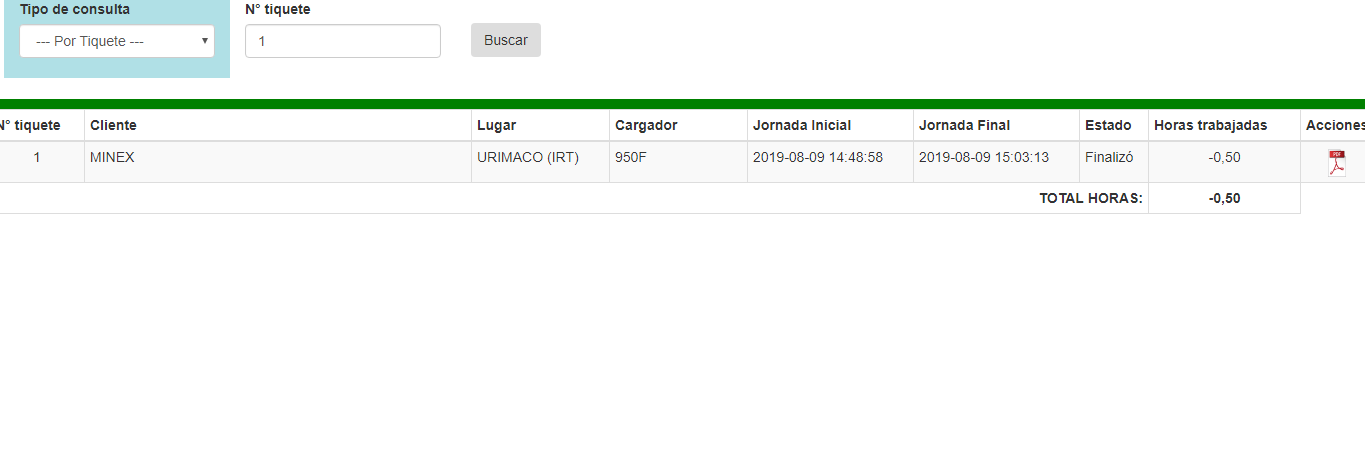 Tipo de consulta N° tiquete
--- Por Tiquete --- 1 Buscar
N° tiquete Cliente Lugar Cargador Jornada Inicial Jornada Final Estado Horas trabajadas Acciones
1 MINEX URIMACO (IRT) 950F 2019-08-09 14:48:58 2019-08-09 15:03:13 Finalizó -0,50 PDF
TOTAL HORAS: -0,50